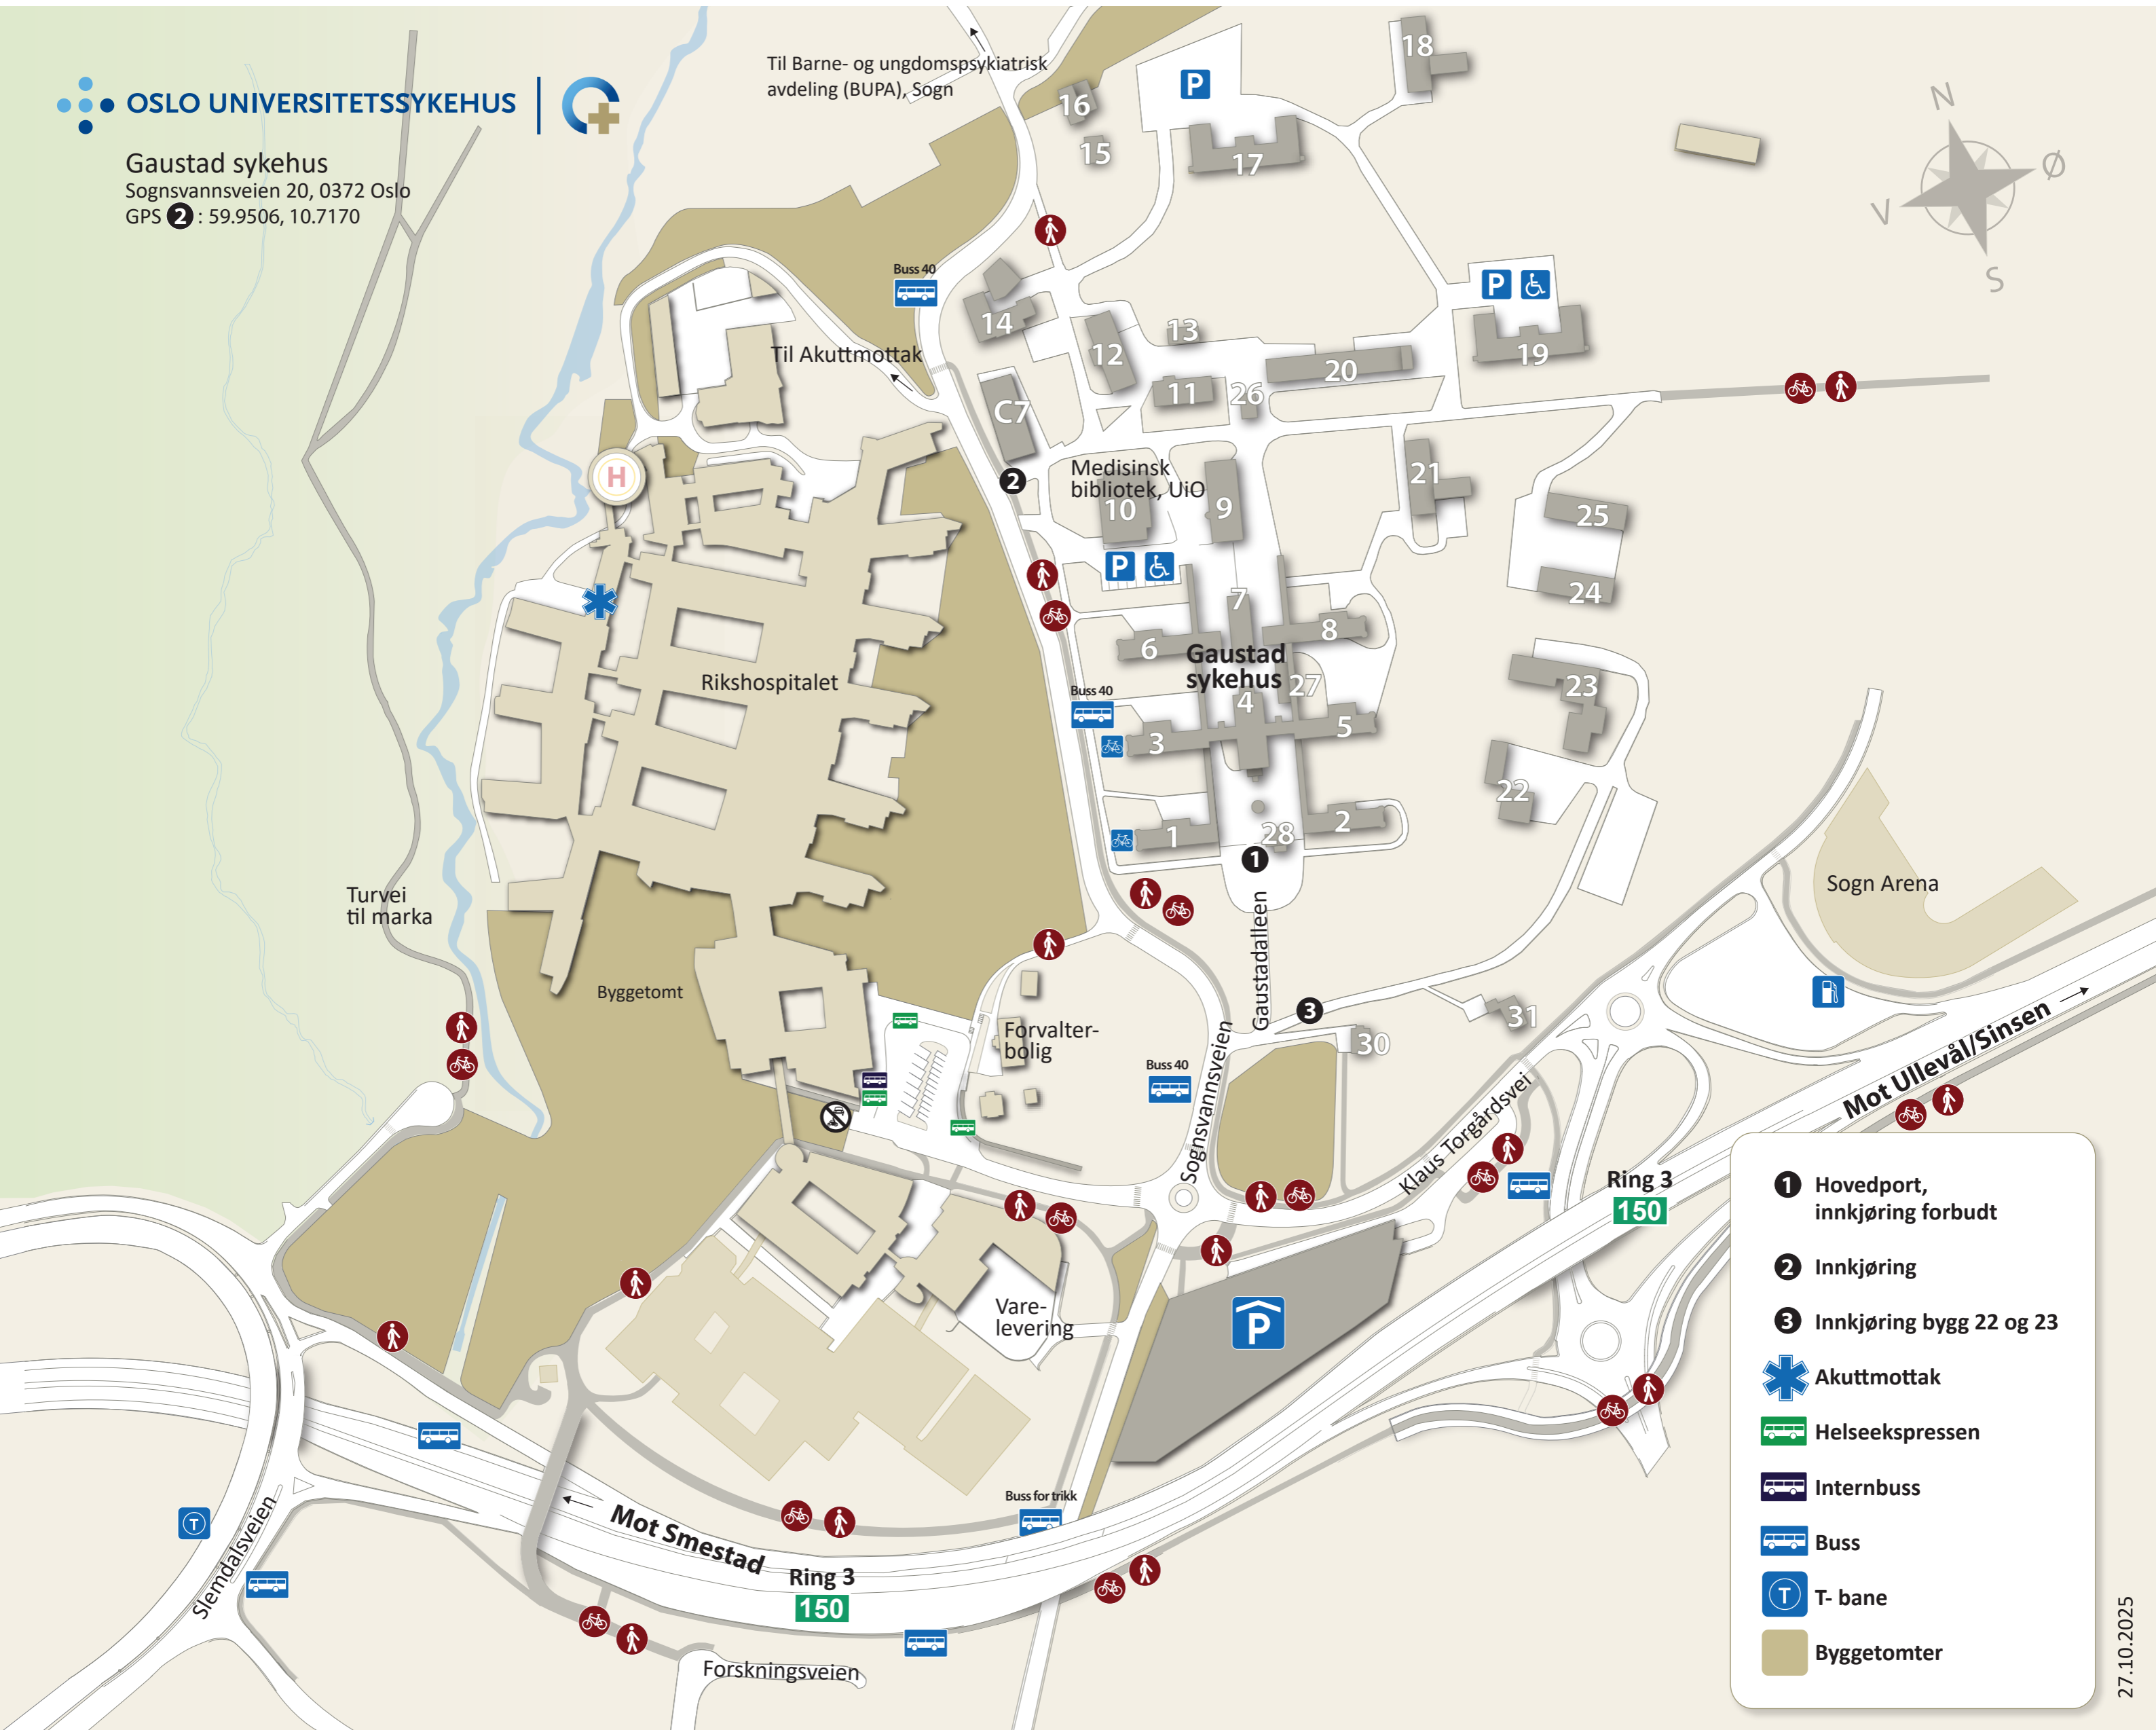 OSLO UNIVERSITETSSYKEHUS
Gaustad sykehus
Sognsvannsveien 20, 0372 Oslo
GPS 2 : 59.9506, 10.7170
Til Barne- og ungdomspsykiatrisk
avdeling (BUPA), Sogn
P
18
16
15
17
N
Ø
V
S
Buss 40
P
14
13
12
19
Til Akuttmottak
20
11
26
C7
H
2
Medisinsk
bibliotek, UiO
10
9
21
25
P
24
7
6
8
Gaustad
sykehus
27
23
Rikshospitalet
Buss 40
4
3
5
22
1
28
2
1
Turvei
til marka
Sogn Arena
Gaustadalleen
Byggetomt
3
31
30
Forvalter-
bolig
Buss 40
Sognsvannsveien
Klaus Torgårdsvei
Mot Ullevål/Sinsen
Ring 3
150
Vare-
levering
P
Buss for trikk
Mot Smestad
Ring 3
150
T
Slemdalsveien
Forskningsveien
1 Hovedport,
innkjøring forbudt
2 Innkjøring
3 Innkjøring bygg 22 og 23
Akuttmottak
Helseekspressen
Internbuss
Buss
T T- bane
Byggetomter
27.10.2025